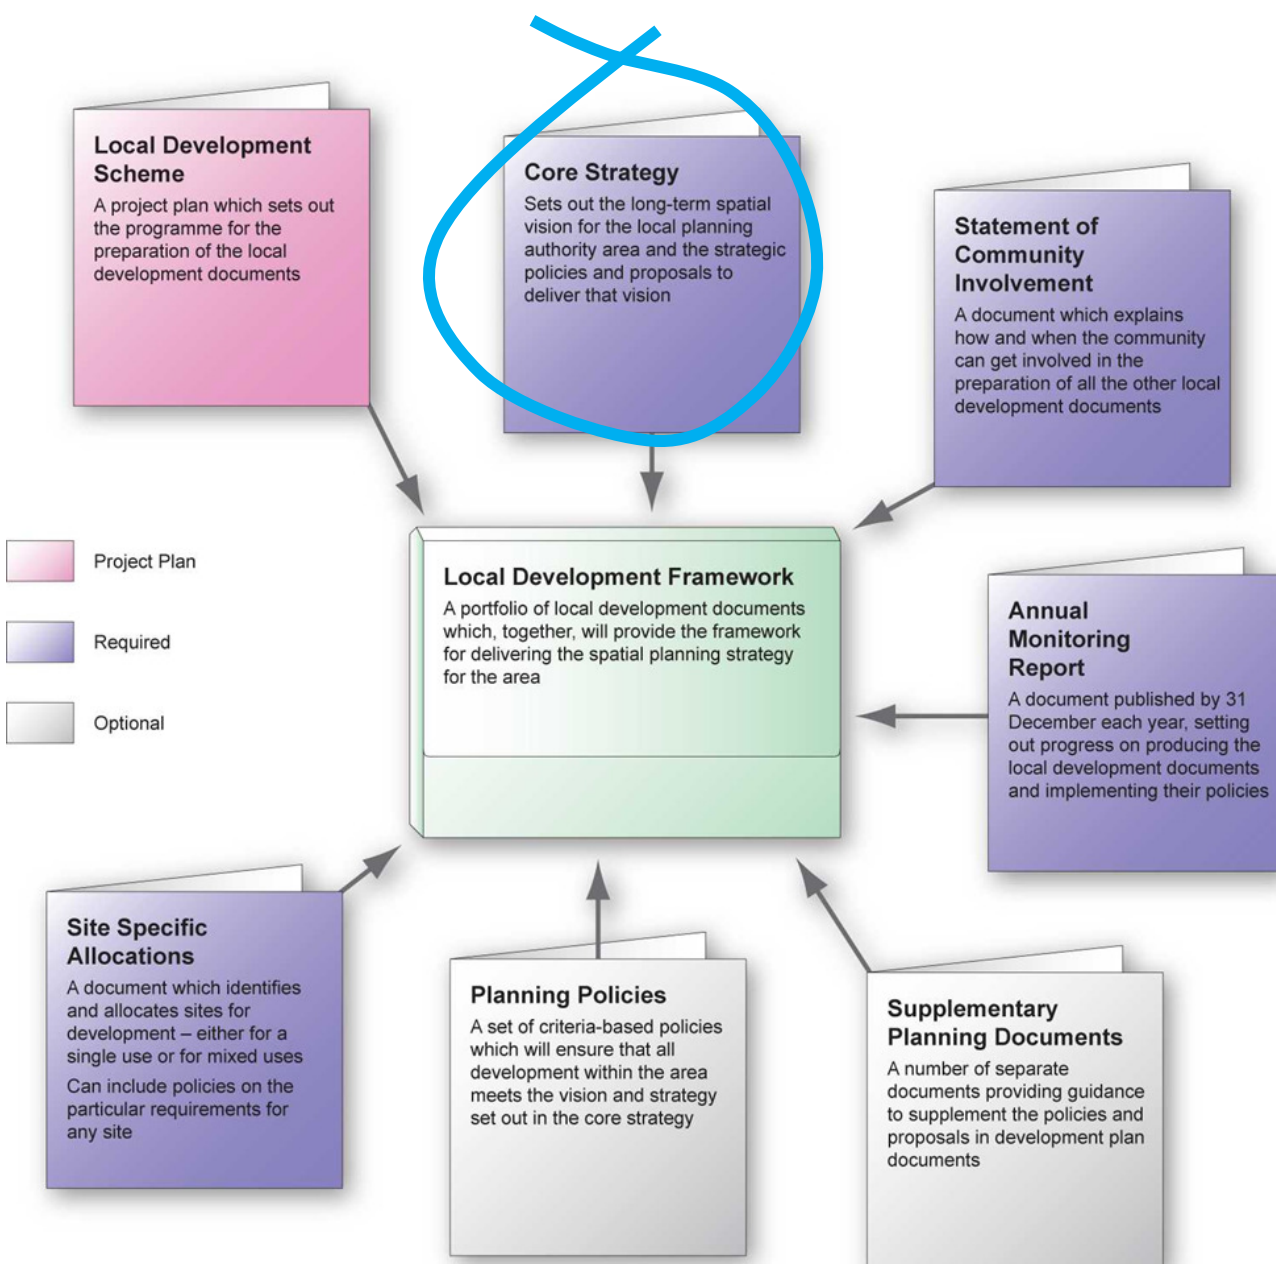 Local Development
Scheme
A project plan which sets out
the programme for the
preparation of the local
development documents
Core Strategy
Sets out the long-term spatial
vision for the local planning
authority area and the strategic
policies and proposals to
deliver that vision
Statement of
Community
Involvement
A document which explains
how and when the community
can get involved in the
preparation of all the other local
development documents
Project Plan
Required
Optional
Local Development Framework
A portfolio of local development documents
which, together, will provide the framework
for delivering the spatial planning strategy
for the area
Annual
Monitoring
Report
A document published by 31
December each year, setting
out progress on producing the
local development documents
and implementing their policies
Site Specific
Allocations
A document which identifies
and allocates sites for
development – either for a
single use or for mixed uses
Can include policies on the
particular requirements for
any site
Planning Policies
A set of criteria-based policies
which will ensure that all
development within the area
meets the vision and strategy
set out in the core strategy
Supplementary
Planning Documents
A number of separate
documents providing guidance
to supplement the policies and
proposals in development plan
documents